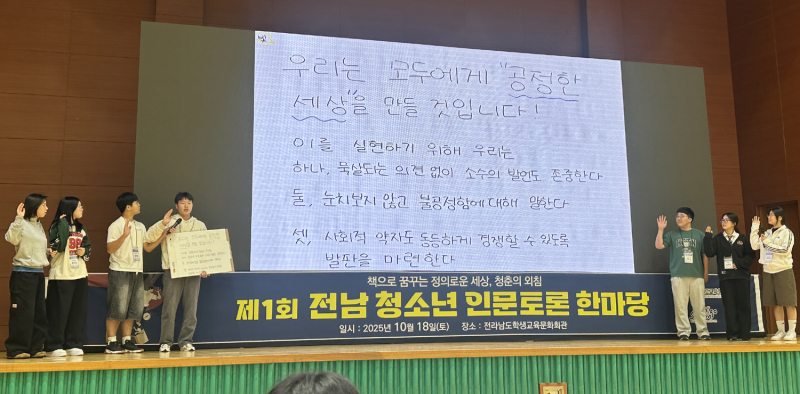 우리는 모두에게 "공정한
세상"을 만들 것입니다!
이를 실현하기 위해 우리는
하나, 묵살되는 의견 없이 소수의 발언도 존중한다
둘, 눈치보지 않고 불공정함에 대해 말한다
셋, 사회적 약자도 동등하게 경쟁할 수 있도록
발판을 마련한다
책으로 꿈꾸는 정의로운 세상, 청춘의 외침
제1회 전남 청소년 인문토론 한마당
일시 : 2025년 10월 18일(토) 장소 : 전라남도학생교육문화회관